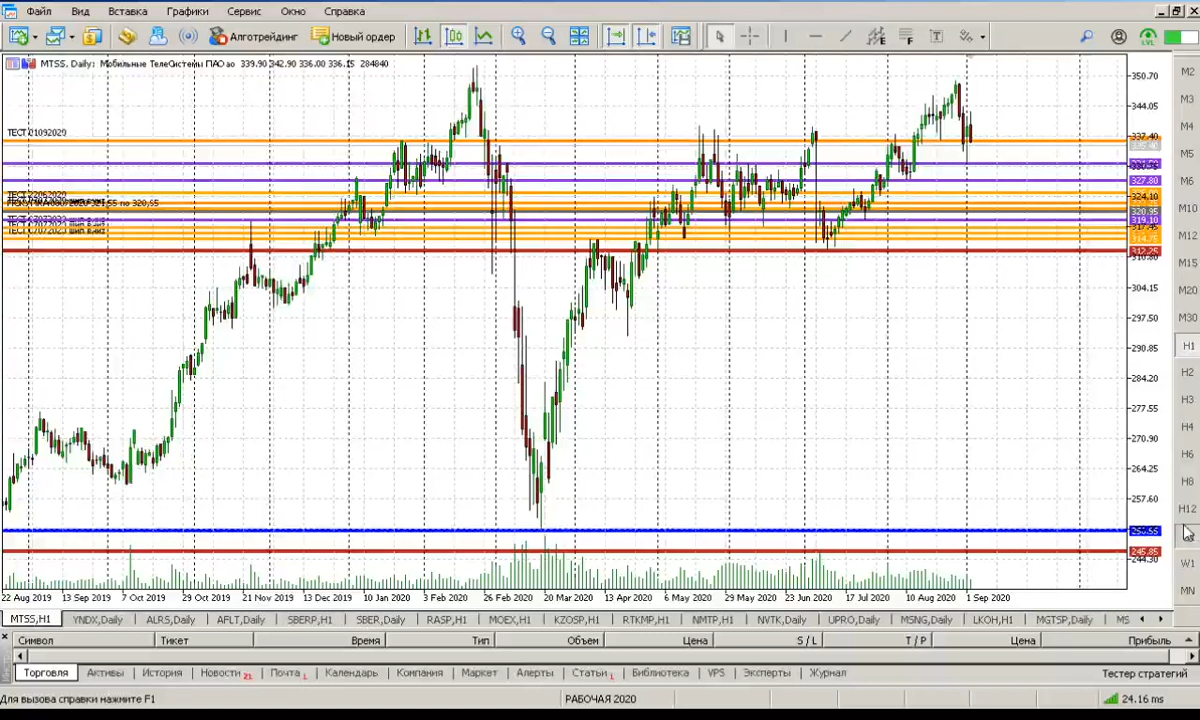 Файл Вид Вставка Графики Сервис Окно Справка
Алготрейдинг Новый ордер LVL
MTSS, Daily: Мобильные ТелеСистемы ПАО ао 339.90 342.90 336.00 336.15 284840
350.70
344.05
337.40
327.80
324.10
320.95
319.10
312.25
304.15
297.50
290.85
284.20
277.55
270.90
264.25
257.60
250.55
245.85
244.30
M2
M3
M4
M5
M6
M10
M12
M15
M20
M30
H1
H2
H3
H4
H6
H8
H12
W1
MN
22 Aug 2019 13 Sep 2019 7 Oct 2019 29 Oct 2019 21 Nov 2019 13 Dec 2019 10 Jan 2020 3 Feb 2020 26 Feb 2020 20 Mar 2020 13 Apr 2020 6 May 2020 29 May 2020 23 Jun 2020 17 Jul 2020 10 Aug 2020 1 Sep 2020
MTSS,H1 YNDX,Daily ALRS,Daily AFLT,Daily SBERP,H1 SBER,Daily RASP,H1 MOEX,H1 KZOSP,H1 RTKMP,H1 NMTP,H1 NVTK,Daily UPRO,Daily MSNG,Daily LKOH,H1 MGTSP,Daily MS
Символ Тикет Время Тип Объем Цена S / L T / P Цена Прибыль
Торговля Активы История Новости 21 Почта 1 Календарь Компания Маркет Алерты Статьи 1 Библиотека VPS Эксперты Журнал Тестер стратегий
Для вызова справки нажмите F1 РАБОЧАЯ 2020 24.16 ms